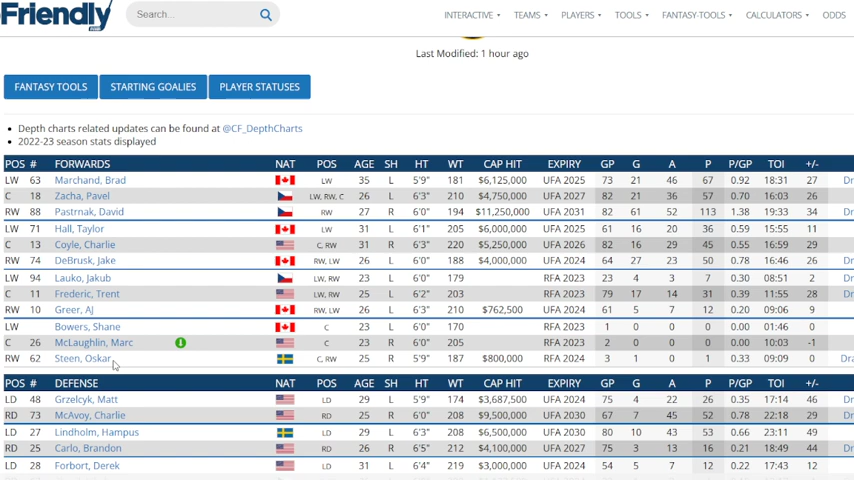 Friendly
Search...
INTERACTIVE TEAMS PLAYERS TOOLS FANTASY-TOOLS CALCULATORS ODDS
Last Modified: 1 hour ago
FANTASY TOOLS STARTING GOALIES PLAYER STATUSES
Depth charts related updates can be found at @CF_DepthCharts
2022-23 season stats displayed
POS # FORWARDS NAT POS AGE SH HT WT CAP HIT EXPIRY GP G A P P/GP TOI +/-
LW 63 Marchand, Brad LW 35 L 5'9" 181 $6,125,000 UFA 2025 73 21 46 67 0.92 18:31 27 Dr
C 18 Zacha, Pavel LW, RW, C 26 L 6'3" 210 $4,750,000 UFA 2027 82 21 36 57 0.70 16:03 26
RW 88 Pastrnak, David RW 27 R 6'0" 194 $11,250,000 UFA 2031 82 61 52 113 1.38 19:33 34 Dr
LW 71 Hall, Taylor LW 31 L 6'1" 205 $6,000,000 UFA 2025 61 16 20 36 0.59 15:55 11
C 13 Coyle, Charlie C, RW 31 R 6'3" 220 $5,250,000 UFA 2026 82 16 29 45 0.55 16:59 29
RW 74 DeBrusk, Jake RW, LW 26 L 6'0" 188 $4,000,000 UFA 2024 64 27 23 50 0.78 16:46 26 Dr
LW 94 Lauko, Jakub LW, RW 23 L 6'0" 179 RFA 2023 23 4 3 7 0.30 08:51 2 Dr
C 11 Frederic, Trent LW, RW 25 L 6'2" 203 RFA 2023 79 17 14 31 0.39 11:55 28 Dr
RW 10 Greer, AJ RW, LW 26 L 6'3" 210 $762,500 UFA 2024 61 5 7 12 0.20 09:06 9
LW Bowers, Shane C 23 L 6'0" 170 RFA 2023 1 0 0 0 0.00 01:46 0
C 26 McLaughlin, Marc C 23 R 6'0" 205 RFA 2023 2 0 0 0 0.00 10:03 -1
RW 62 Steen, Oskar C, RW 25 R 5'9" 187 $800,000 UFA 2024 3 1 0 1 0.33 09:09 0 Dra
POS # DEFENSE NAT POS AGE SH HT WT CAP HIT EXPIRY GP G A P P/GP TOI +/-
LD 48 Grzelcyk, Matt LD 29 L 5'9" 174 $3,687,500 UFA 2024 75 4 22 26 0.35 17:14 46 Dr
RD 73 McAvoy, Charlie RD 25 R 6'0" 208 $9,500,000 UFA 2030 67 7 45 52 0.78 22:18 29 Dr
LD 27 Lindholm, Hampus LD 29 L 6'3" 208 $6,500,000 UFA 2030 80 10 43 53 0.66 23:11 49
RD 25 Carlo, Brandon RD 26 R 6'5" 212 $4,100,000 UFA 2027 75 3 13 16 0.21 18:49 44 Dr
LD 28 Forbort, Derek LD 31 L 6'4" 219 $3,000,000 UFA 2024 54 5 7 12 0.22 17:43 12 Dr